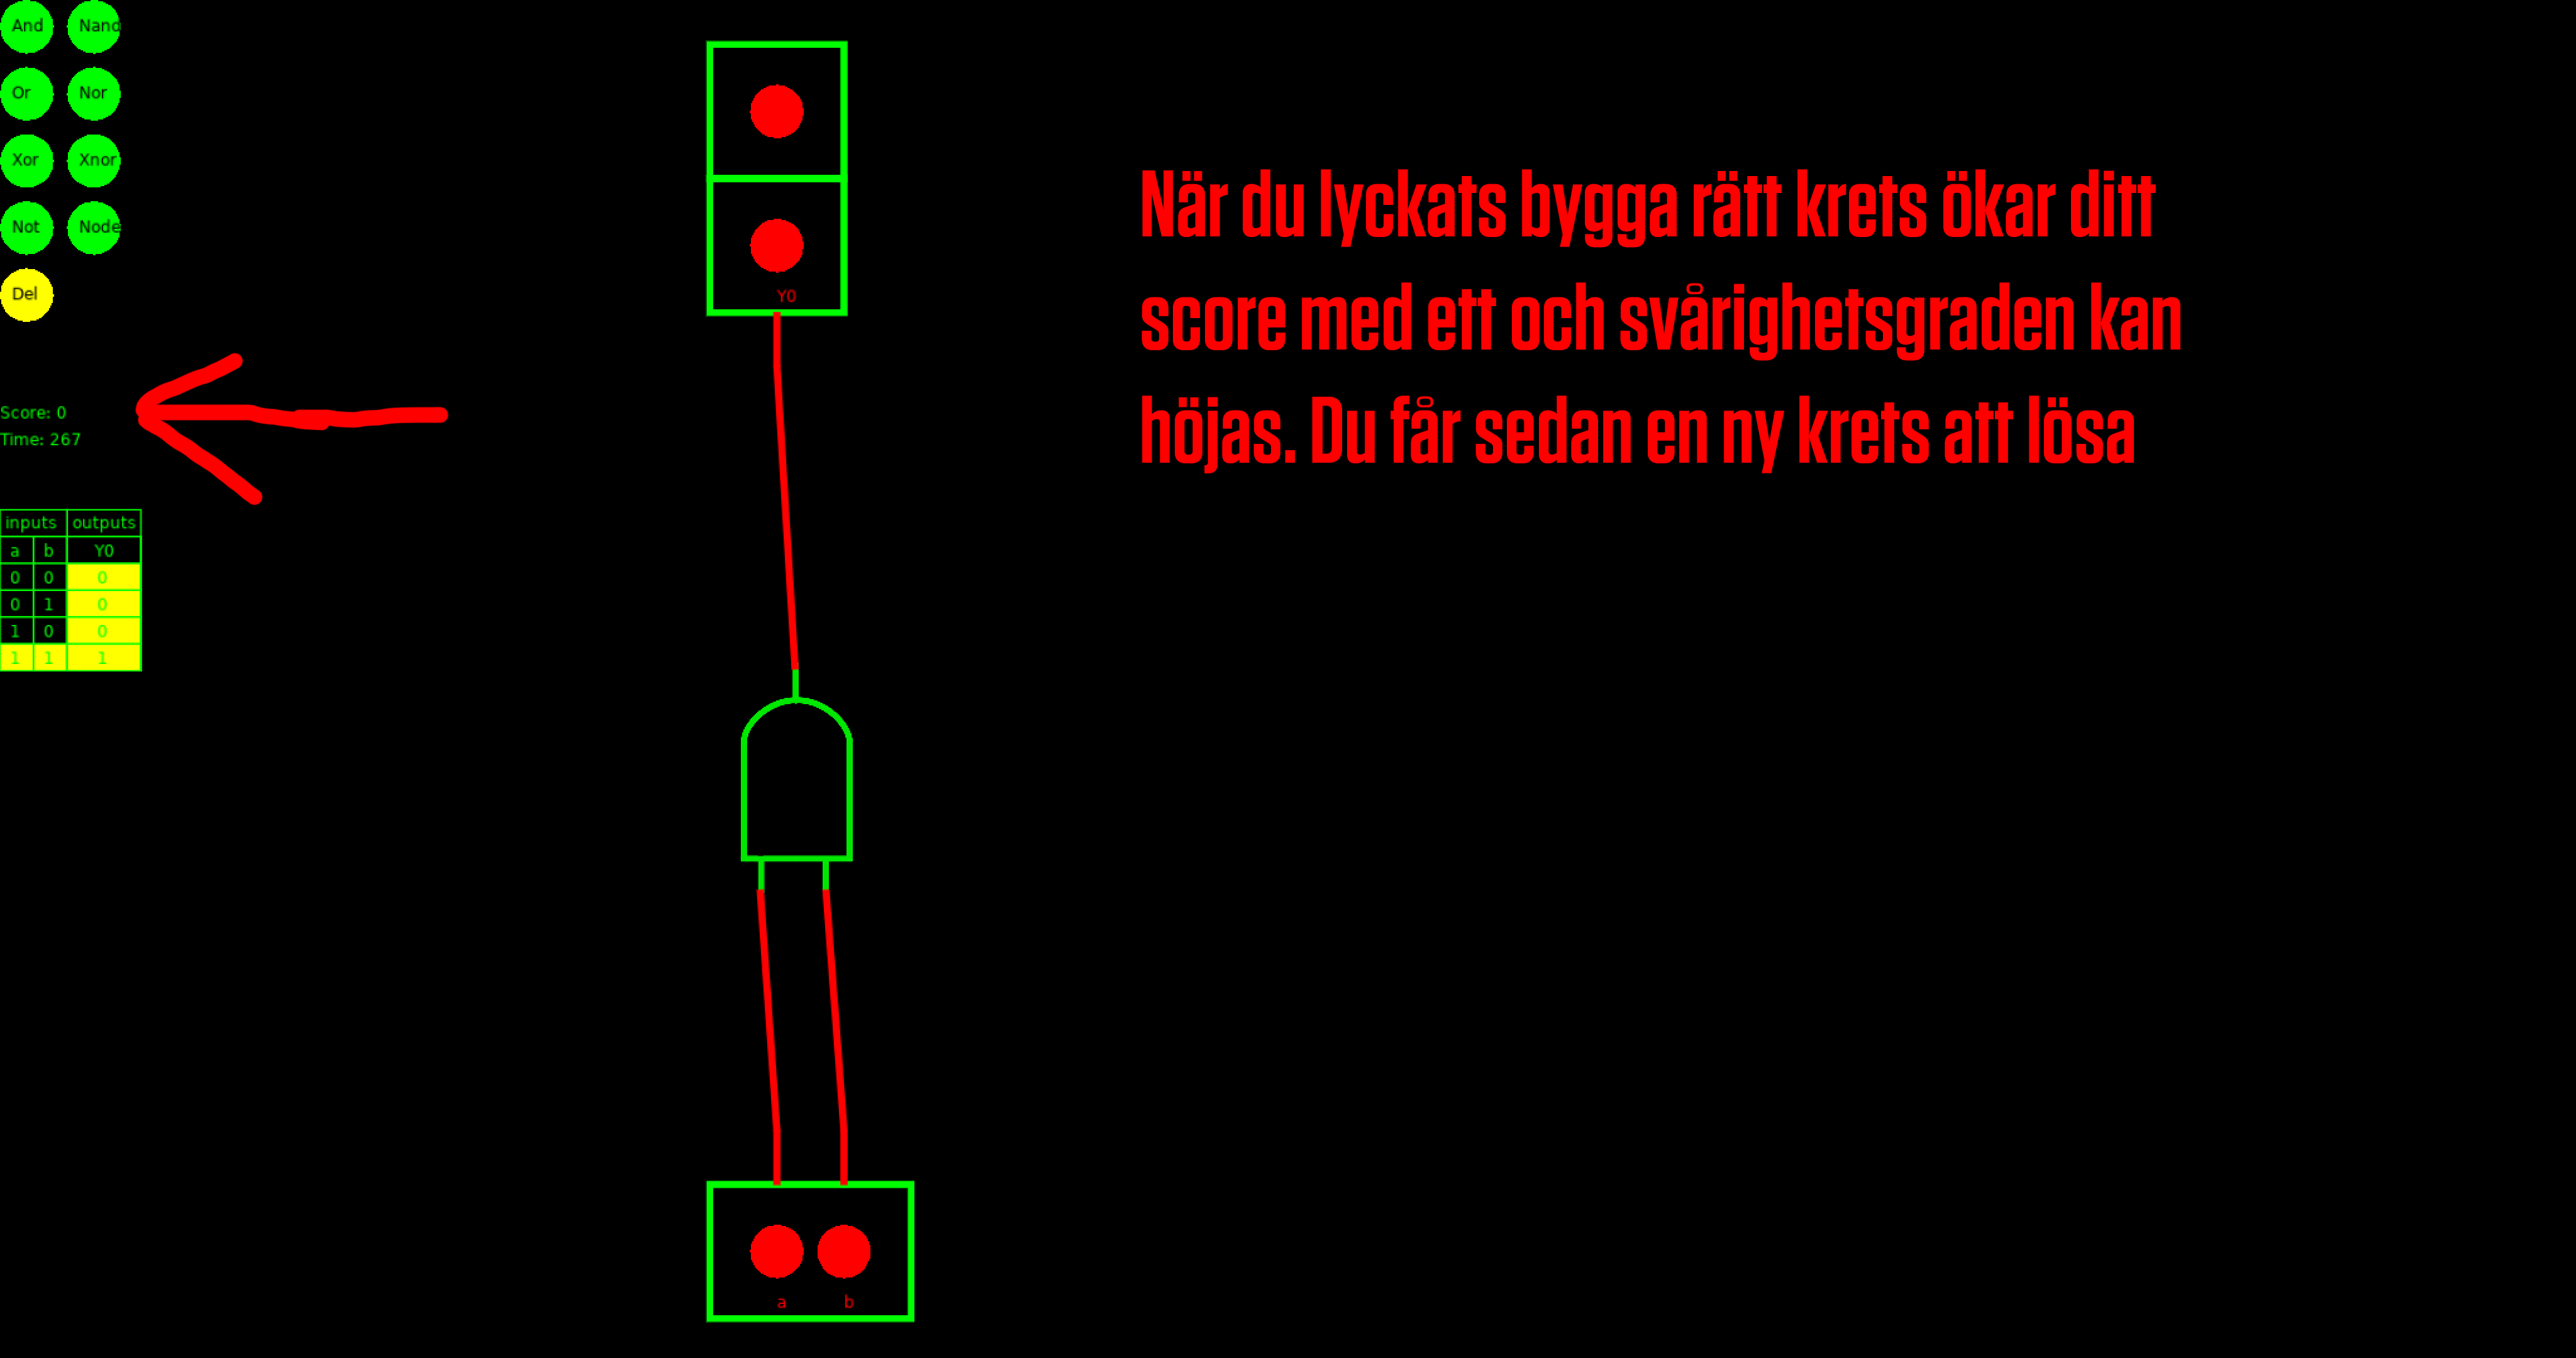 And Nand
Or Nor
Xor Xnor
Not Node
Del
Score: 0
Time: 267
inputs outputs
a b Y0
0 0 0
0 1 0
1 0 0
1 1 1
Y0
a b
När du lyckats bygga rätt krets ökar ditt
score med ett och svårighetsgraden kan
höjas. Du får sedan en ny krets att lösa